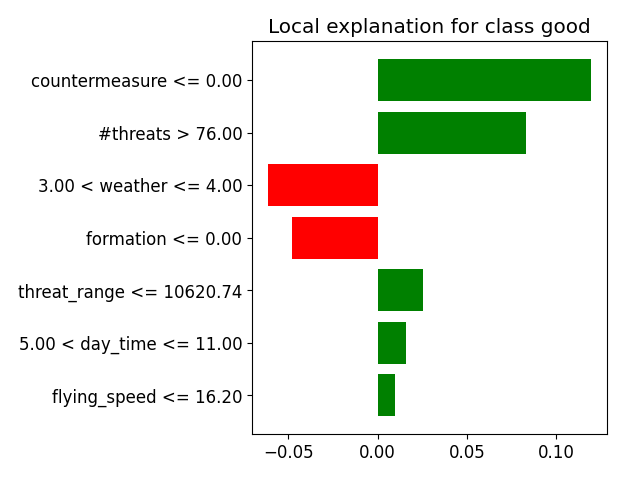 Local explanation for class good
countermeasure <= 0.00
#threats > 76.00
3.00 < weather <= 4.00
formation <= 0.00
threat_range <= 10620.74
5.00 < day_time <= 11.00
flying_speed <= 16.20
−0.05 0.00 0.05 0.10